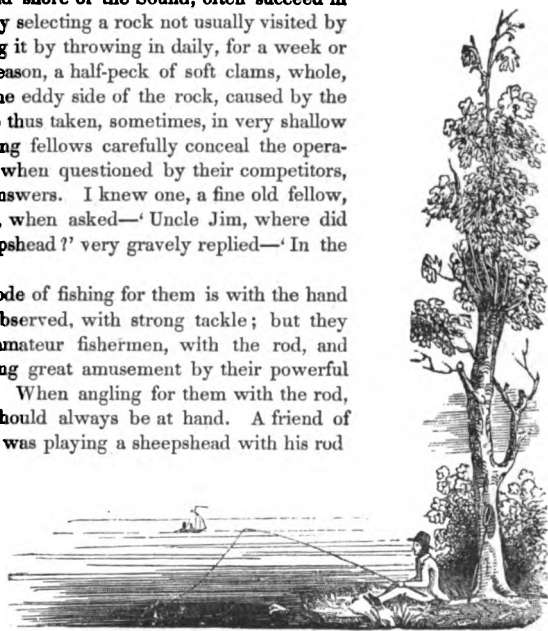 d shore of the Sound, often succeed in
y selecting a rock not usually visited by
g it by throwing in daily, for a week or
eason, a half-peck of soft clams, whole,
ne eddy side of the rock, caused by the
thus taken, sometimes, in very shallow
ng fellows carefully conceal the opera-
when questioned by their competitors,
nswers. I knew one, a fine old fellow,
, when asked—‘ Uncle Jim, where did
pshead ?’ very gravely replied—‘ In the
ode of fishing for them is with the hand
bserved, with strong tackle ; but they
mateur fishermen, with the rod, and
ng great amusement by their powerful
When angling for them with the rod,
hould always be at hand. A friend of
was playing a sheepshead with his rod